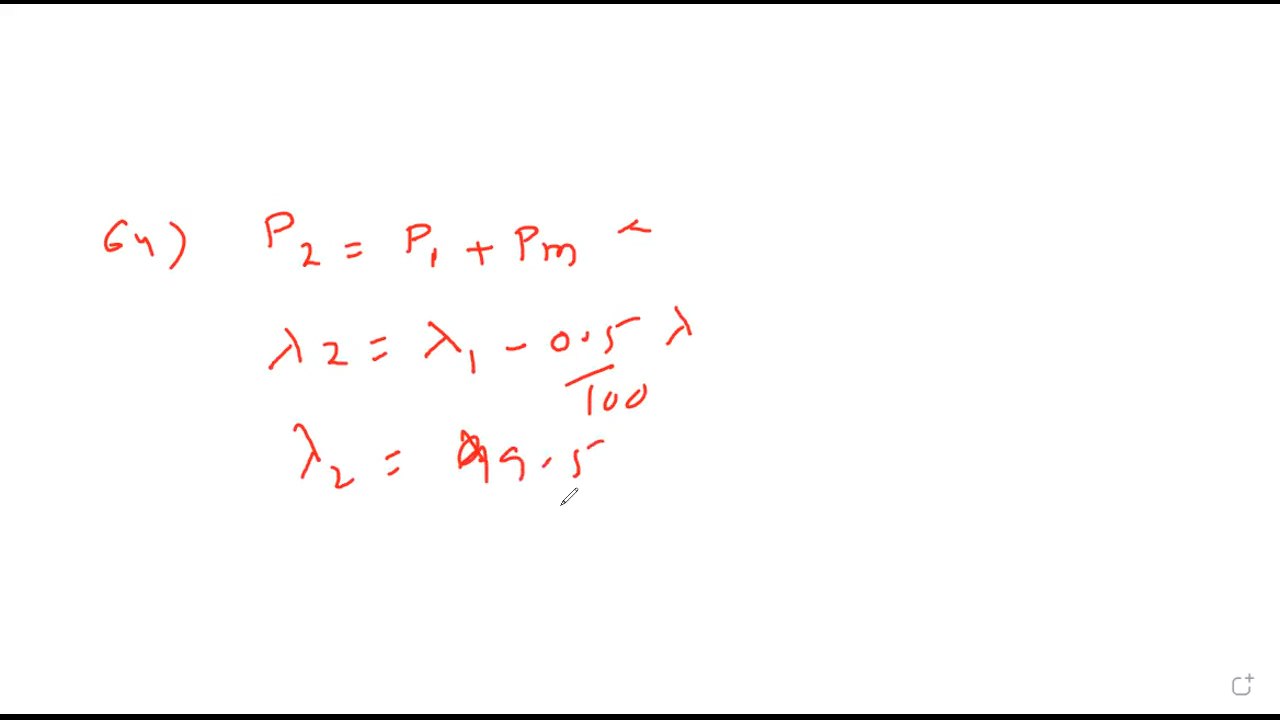 64) P₂ = P₁ + Pm
λ2 = λ₁ - 0.5/100 λ
λ₂ = 99.5